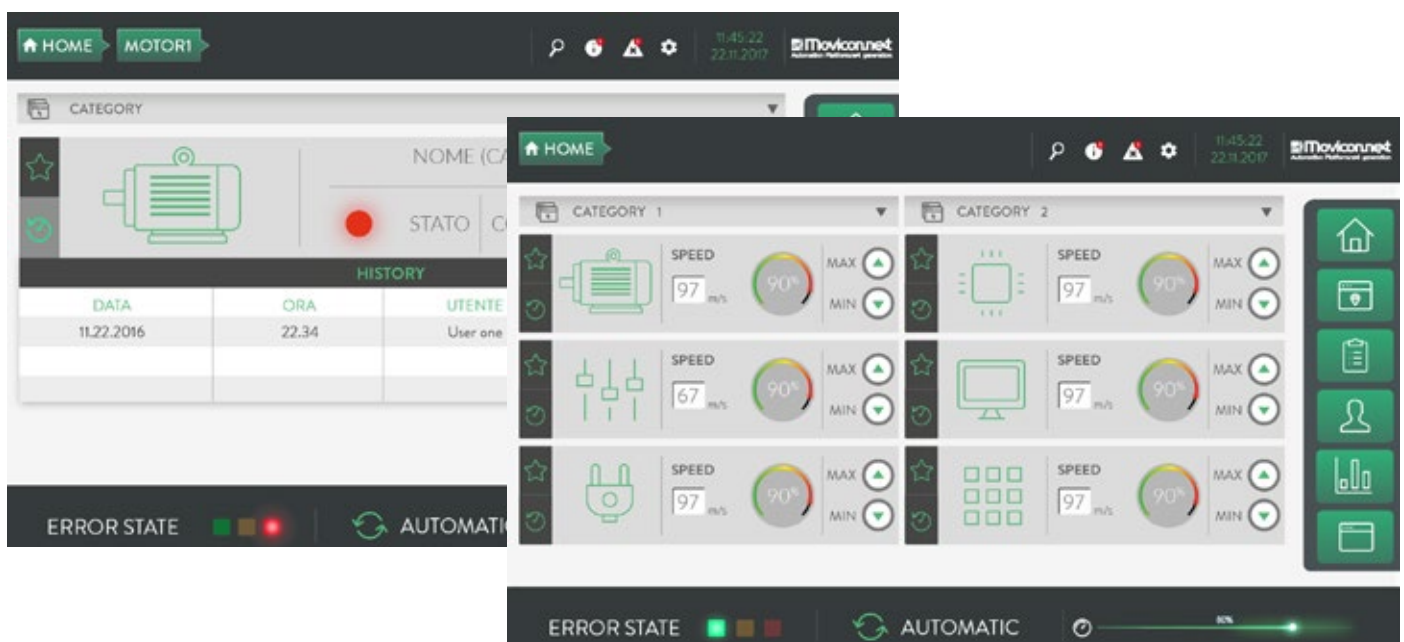 HOME MOTOR1
11:45:22
22.11.2017
Movicon.net
CATEGORY
NOME (CA
STATO
HISTORY
DATA ORA UTENTE
11.22.2016 22.34 User one
ERROR STATE AUTOMATI
HOME
11:45:22
22.11.2017
Movicon.net
CATEGORY 1
SPEED
97 m/s
90%
MAX
MIN
SPEED
67 m/s
90%
MAX
MIN
SPEED
97 m/s
90%
MAX
MIN
CATEGORY 2
SPEED
97 m/s
90%
MAX
MIN
SPEED
97 m/s
90%
MAX
MIN
SPEED
97 m/s
90%
MAX
MIN
ERROR STATE AUTOMATIC